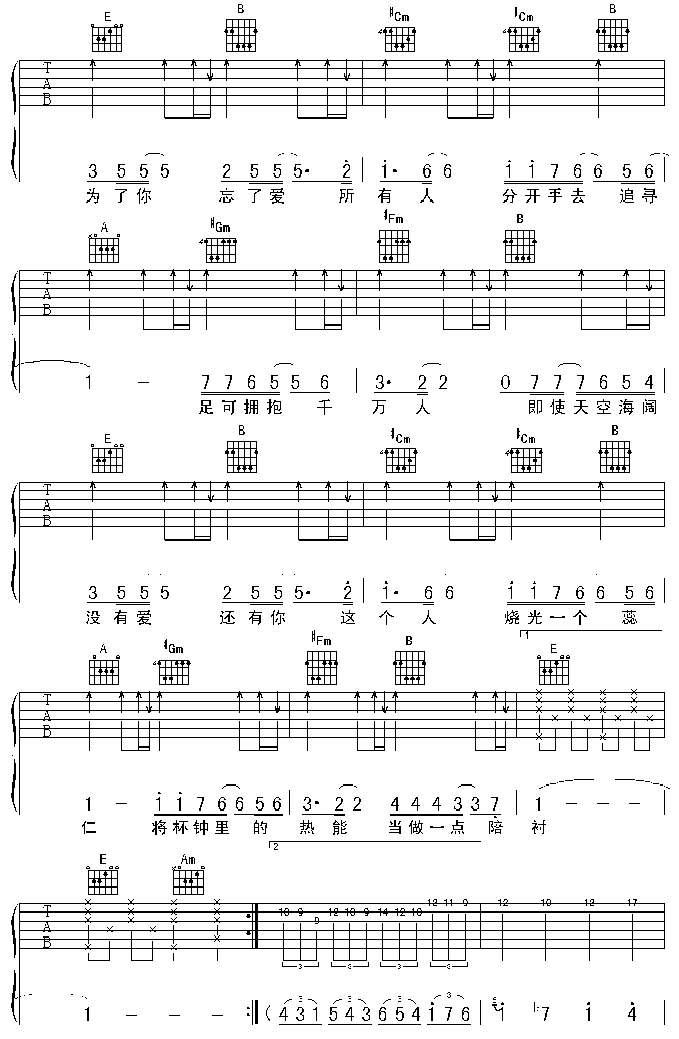 E B #Cm #Cm B
T
A
B
3 5 5 5 2 5 5 5· 2 1· 6 6 1 1 7 6 6 5 6
为了你 忘了爱 所有人 分开手去 追寻
A #Gm #Fm B
T
A
B
1 - 7 7 6 5 5 6 3· 2 2 0 7 7 7 6 5 4
足可拥抱 千万人 即使天空海阔
E B #Cm #Cm B
T
A
B
3 5 5 5 2 5 5 5· 2 1· 6 6 1 1 7 6 6 5 6
没有爱 还有你 这个人 烧光一个 蕊
A #Gm #Fm B E
1
T
A
B
1 - 1 1 7 6 6 5 6 3· 2 2 4 4 4 3 3 7 1 - - -
仁 将杯钟里 的热能 当做一点 陪衬
2
E Am
T
A
B
10 9 9 12 10 9 14 12 10 12 11 9 12 10 12 17
3 3 3 3
3 3 3 3
1 - - - ( 4 3 1 5 4 3 6 5 4 1 7 6 1 7 1 4